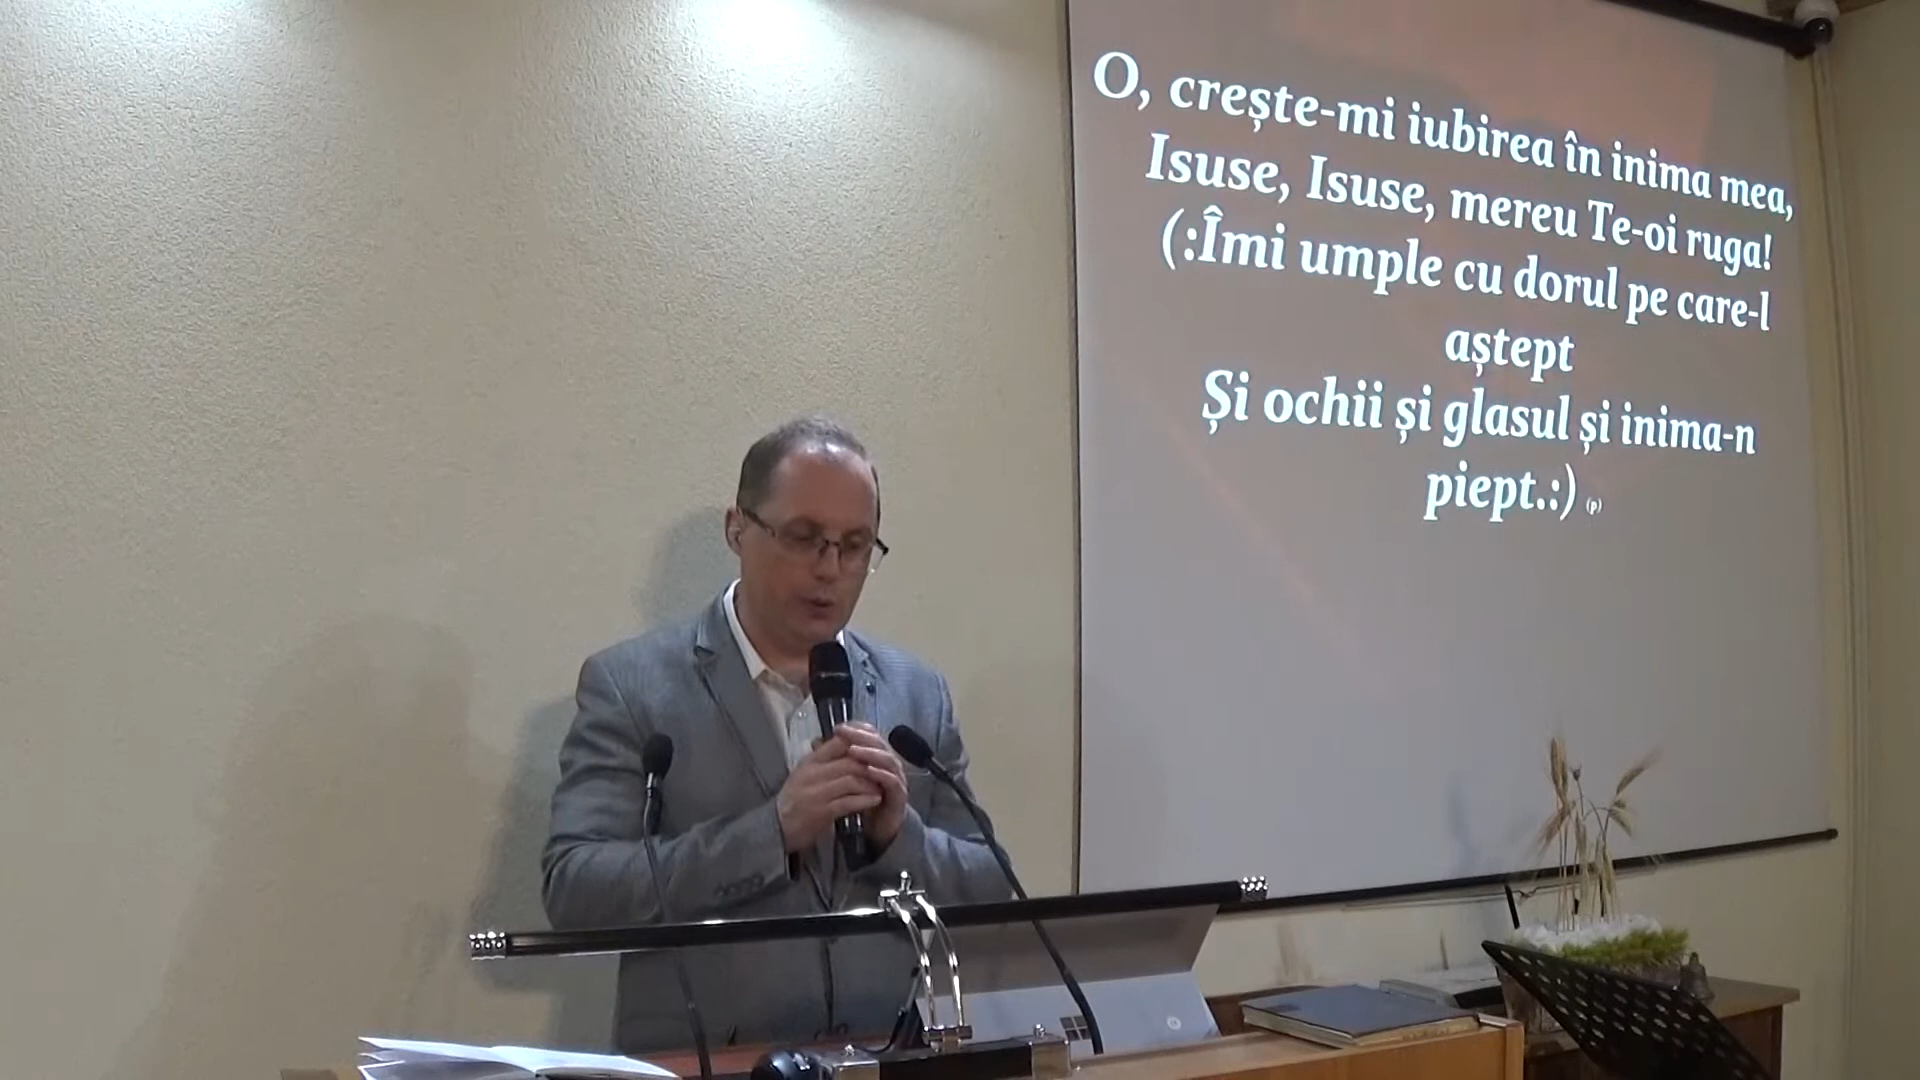 O, crește-mi iubirea în inima mea,
Isuse, Isuse, mereu Te-oi ruga!
(:Îmi umple cu dorul pe care-l
aștept
Și ochii și glasul și inima-n
piept.:) (p)